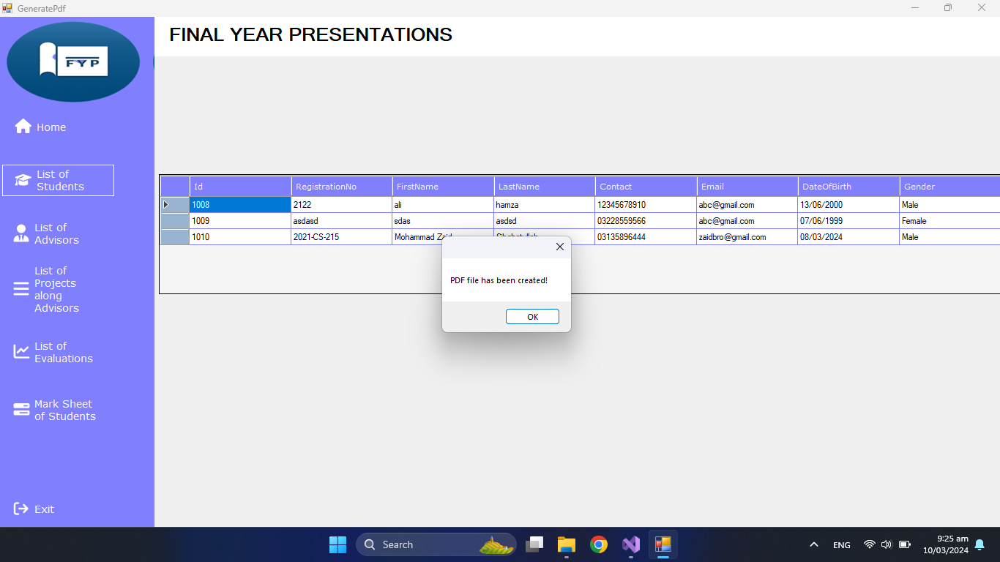 GeneratePdf
FYP
FINAL YEAR PRESENTATIONS
Home
List of
Students
List of
Advisors
List of
Projects
along
Advisors
List of
Evaluations
Mark Sheet
of Students
Exit
Id RegistrationNo FirstName LastName Contact Email DateOfBirth Gender
1008 2122 ali hamza 12345678910 abc@gmail.com 13/06/2000 Male
1009 asdasd sdas asdsd 03228559566 abc@gmail.com 07/06/1999 Female
1010 2021-CS-215 Mohammad Zaid 03135896444 zaidbro@gmail.com 08/03/2024 Male
PDF file has been created!
OK
Search
ENG
9:25 am
10/03/2024